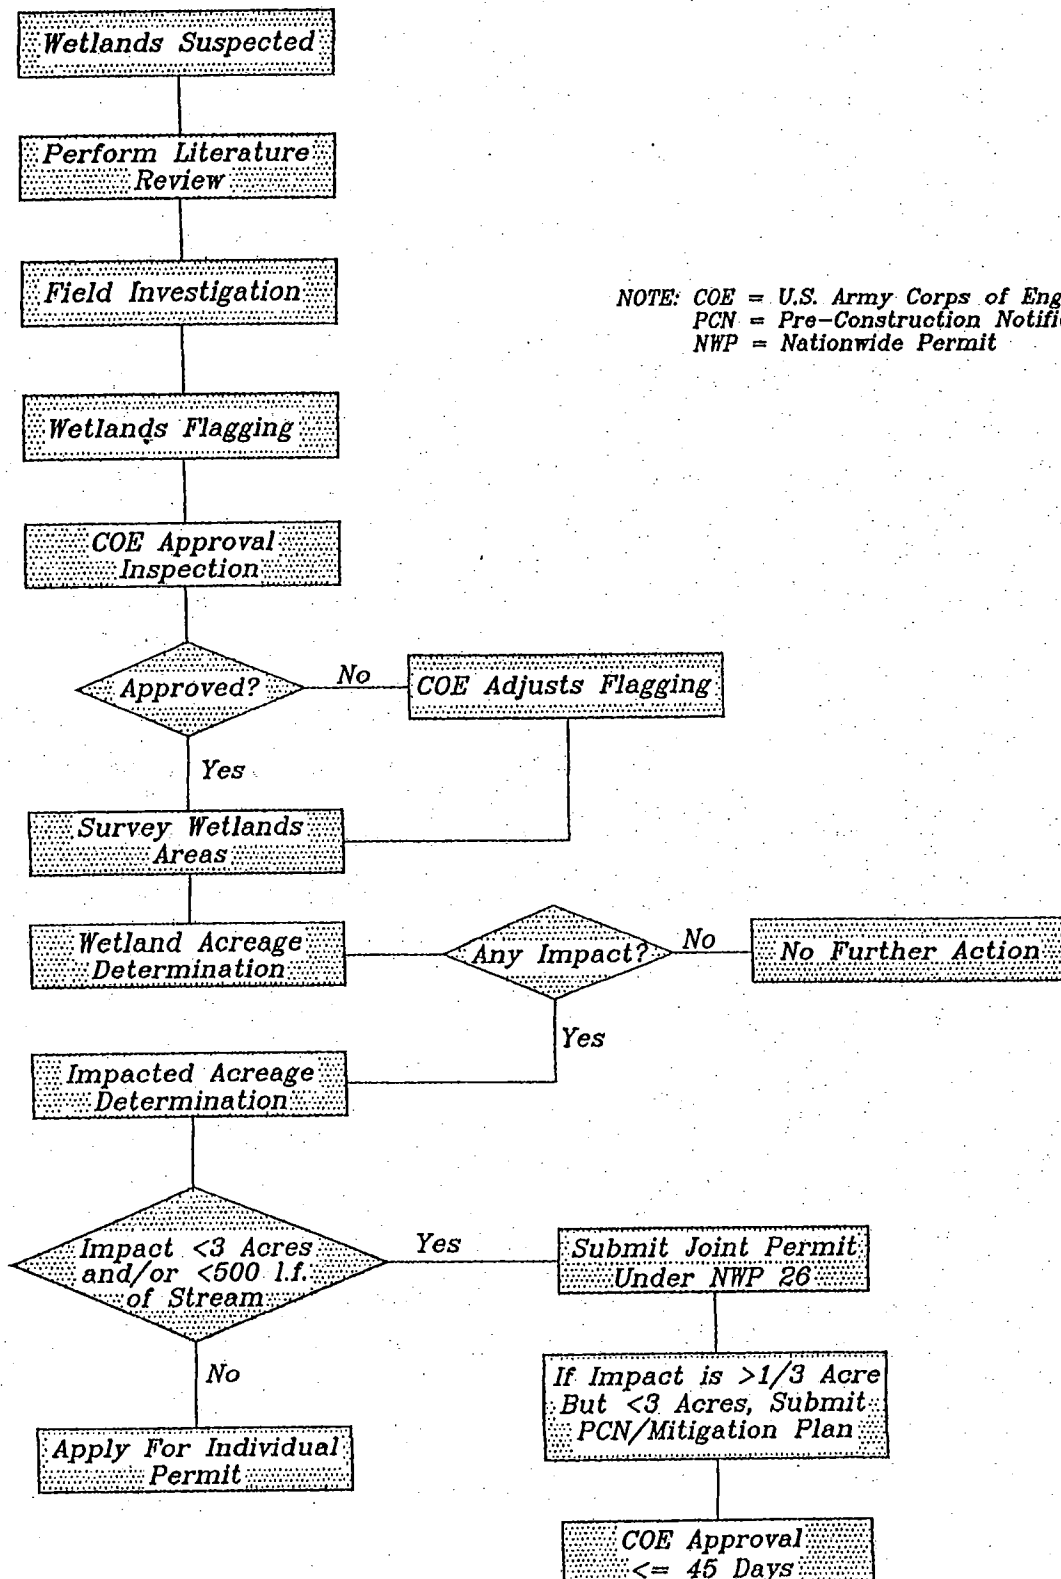 Wetlands Suspected
Perform Literature
Review
Field Investigation
NOTE: COE = U.S. Army Corps of Eng
PCN = Pre-Construction Notifi
NWP = Nationwide Permit
Wetlands Flagging
COE Approval
Inspection
Approved?
No
COE Adjusts Flagging
Yes
Survey Wetlands
Areas
Wetland Acreage
Determination
Any Impact?
No
No Further Action
Yes
Impacted Acreage
Determination
Impact <3 Acres
and/or <500 l.f.
of Stream
Yes
Submit Joint Permit
Under NWP 26
No
If Impact is >1/3 Acre
But <3 Acres, Submit
PCN/Mitigation Plan
Apply For Individual
Permit
COE Approval
<= 45 Days